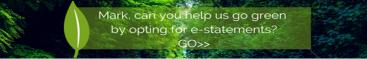 Mark, can you help us go green
by opting for e-statements?
GO>>